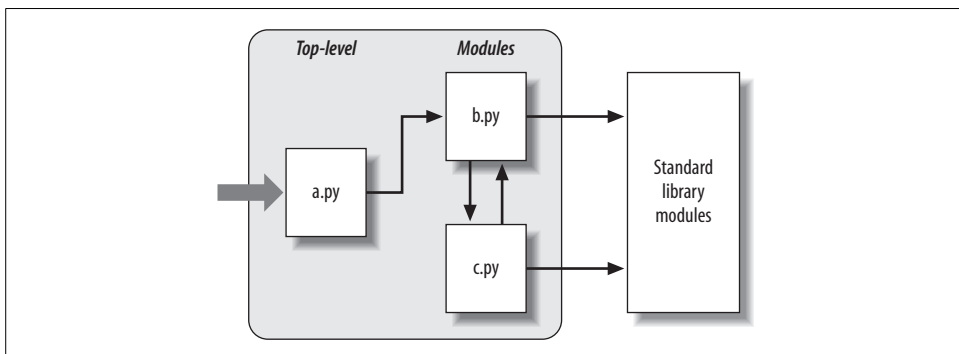 Top-level
Modules
b.py
a.py
c.py
Standard
library
modules